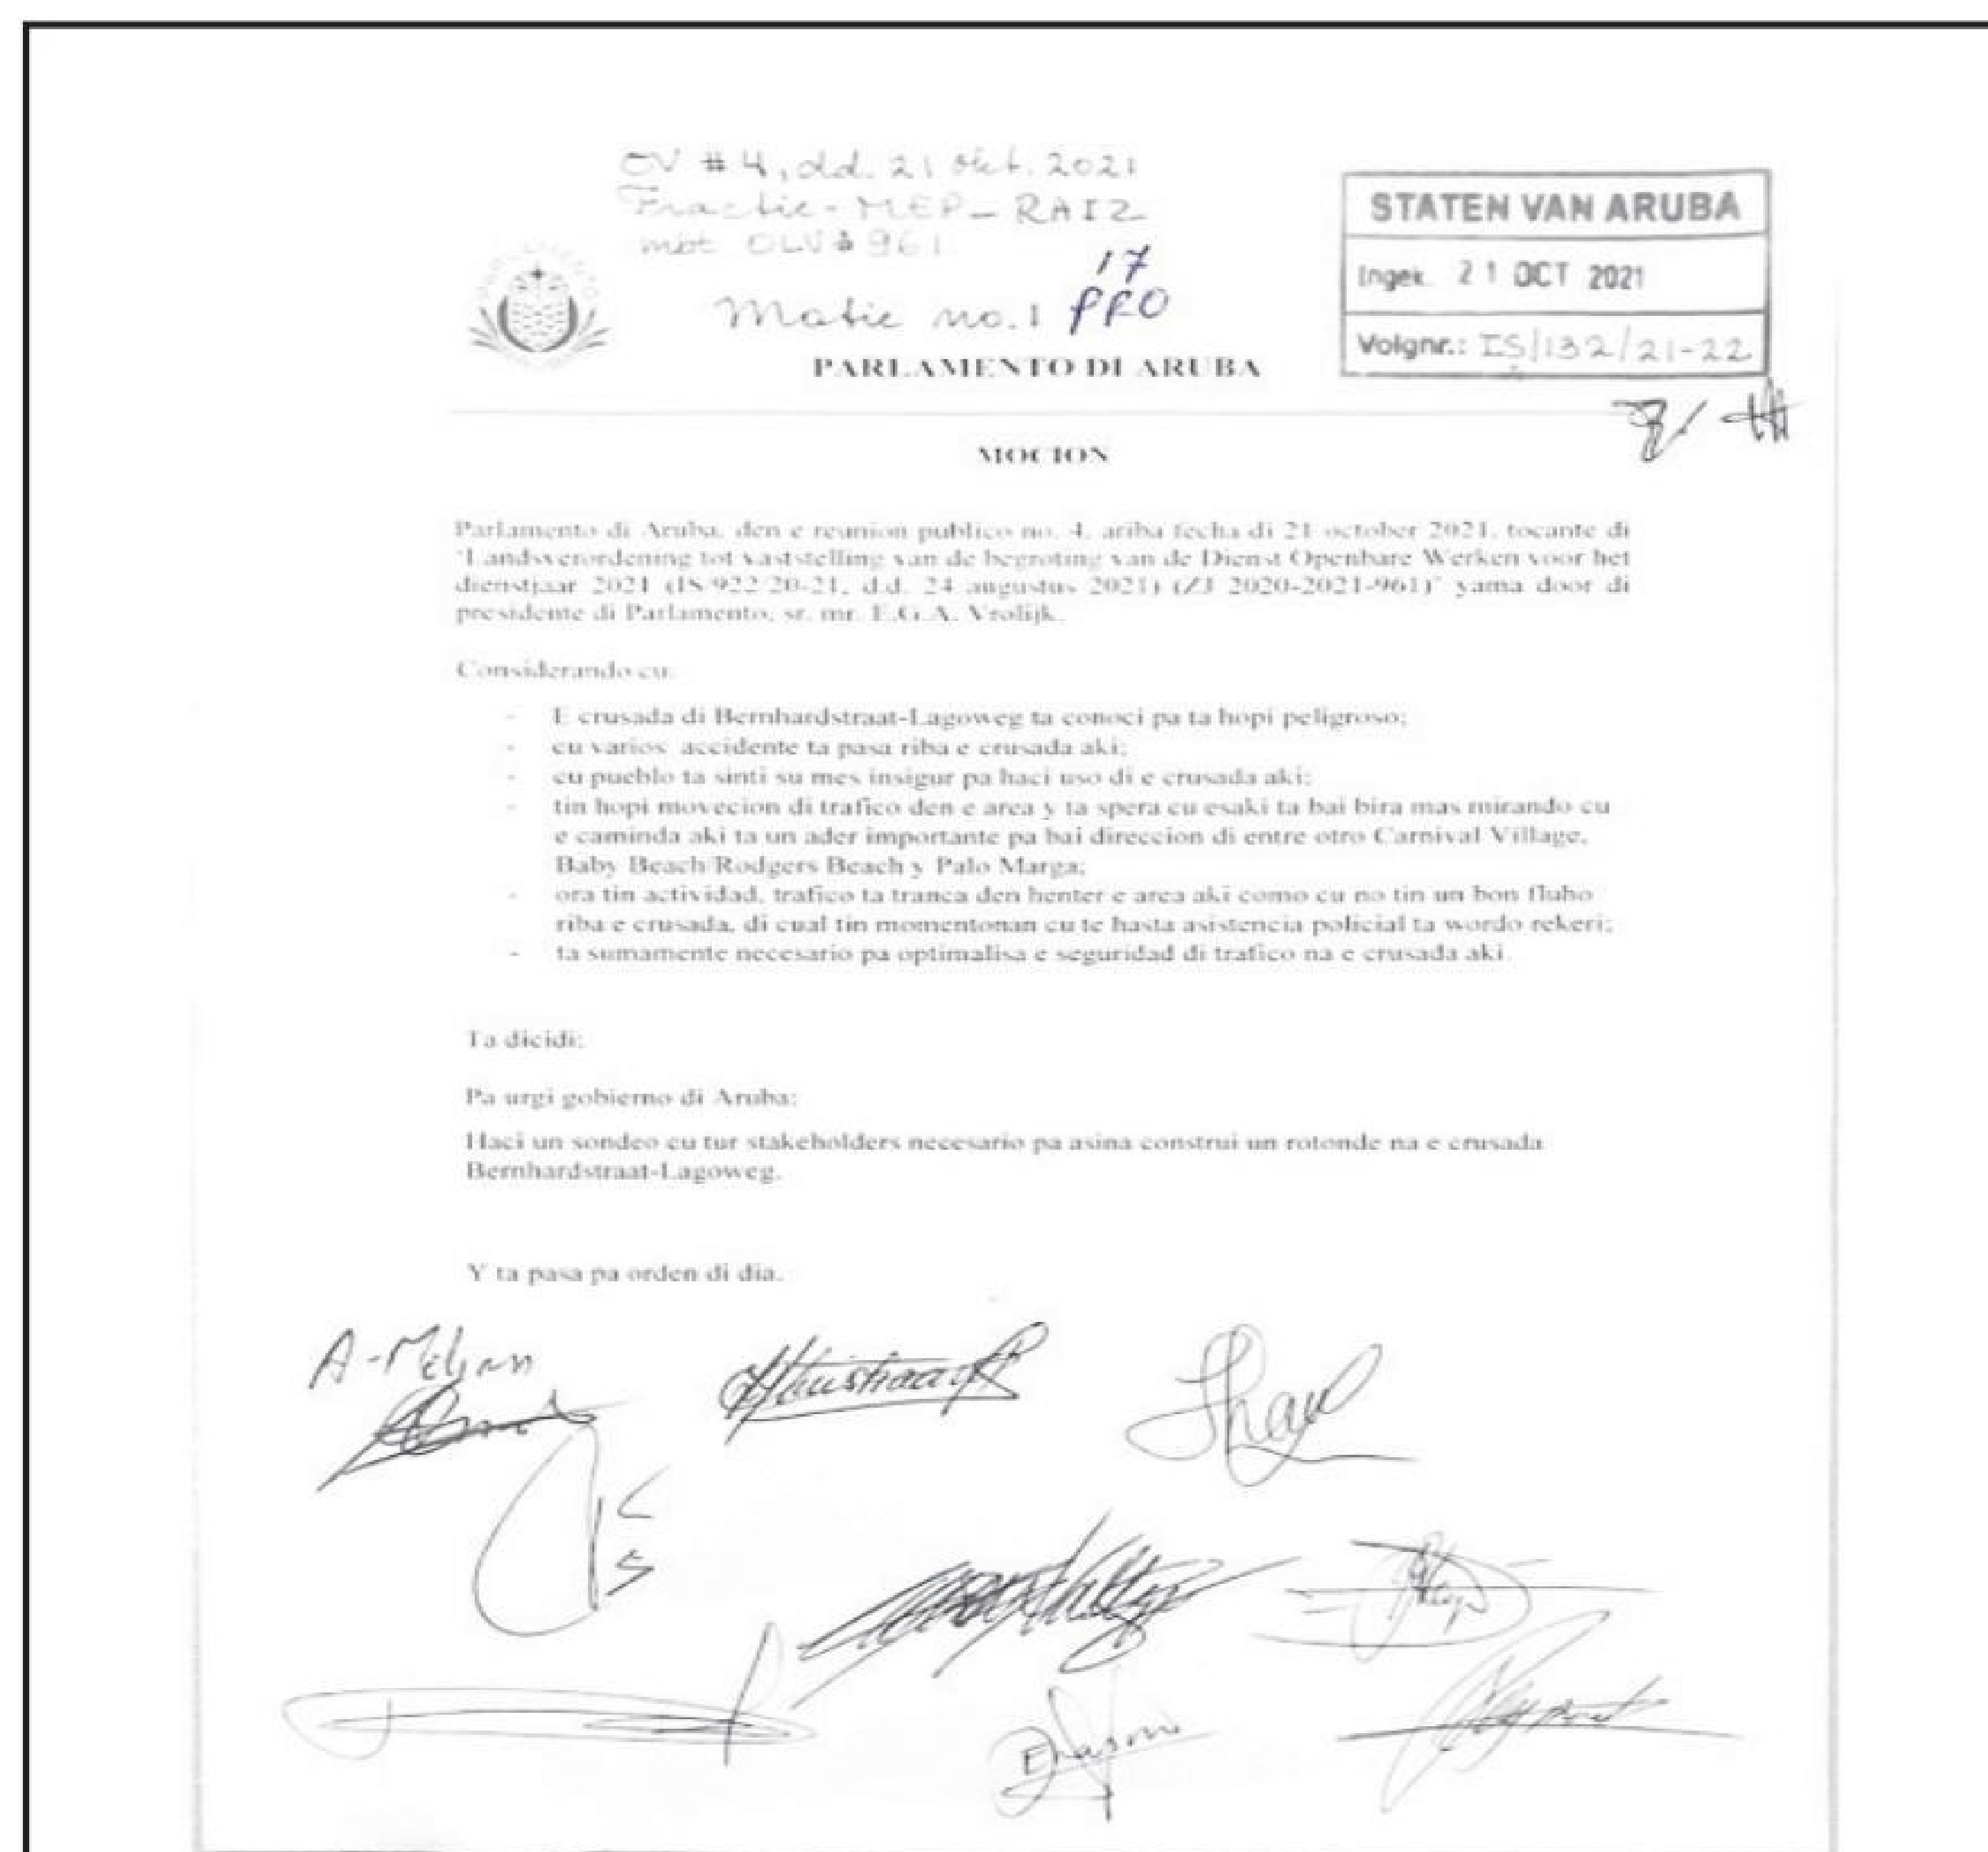 OV # 4, dd. 21 okt. 2021
Fractie - MEP - RAIZ
mbt OLV # 961
17
Motie no. 1 PPO
STATEN VAN ARUBA
Ingek. 21 OCT 2021
Volgnr.: IS/132/21-22
PARLAMENTO DI ARUBA
MOCION
Parlamento di Aruba, den e reunion publico no. 4, ariba fecha di 21 october 2021, tocante di
"Landsverordening tot vaststelling van de begroting van de Dienst Openbare Werken voor het
dienstjaar 2021 (IS/922/20-21, d.d. 24 augustus 2021) (ZJ 2020-2021-961)" yama door di
presidente di Parlamento, sr. mr. E.G.A. Vrolijk.
Considerando cu:
- E crusada di Bernhardstraat-Lagoweg ta conoci pa ta hopi peligroso;
- cu varios accidente ta pasa riba e crusada aki;
- cu pueblo ta sinti su mes insigur pa haci uso di e crusada aki;
- tin hopi movecion di trafico den e area y ta spera cu esaki ta bai bira mas mirando cu
e caminda aki ta un ader importante pa bai direccion di entre otro Carnival Village,
Baby Beach/Rodgers Beach y Palo Marga;
- ora tin actividad, trafico ta tranca den henter e area aki como cu no tin un bon fluho
riba e crusada, di cual tin momentonan cu te hasta asistencia policial ta wordo rekeri;
- ta sumamente necesario pa optimalisa e seguridad di trafico na e crusada aki.
Ta dicidi:
Pa urgi gobierno di Aruba:
Haci un sondeo cu tur stakeholders necesario pa asina construi un rotonde na e crusada
Bernhardstraat-Lagoweg.
Y ta pasa pa orden di dia.